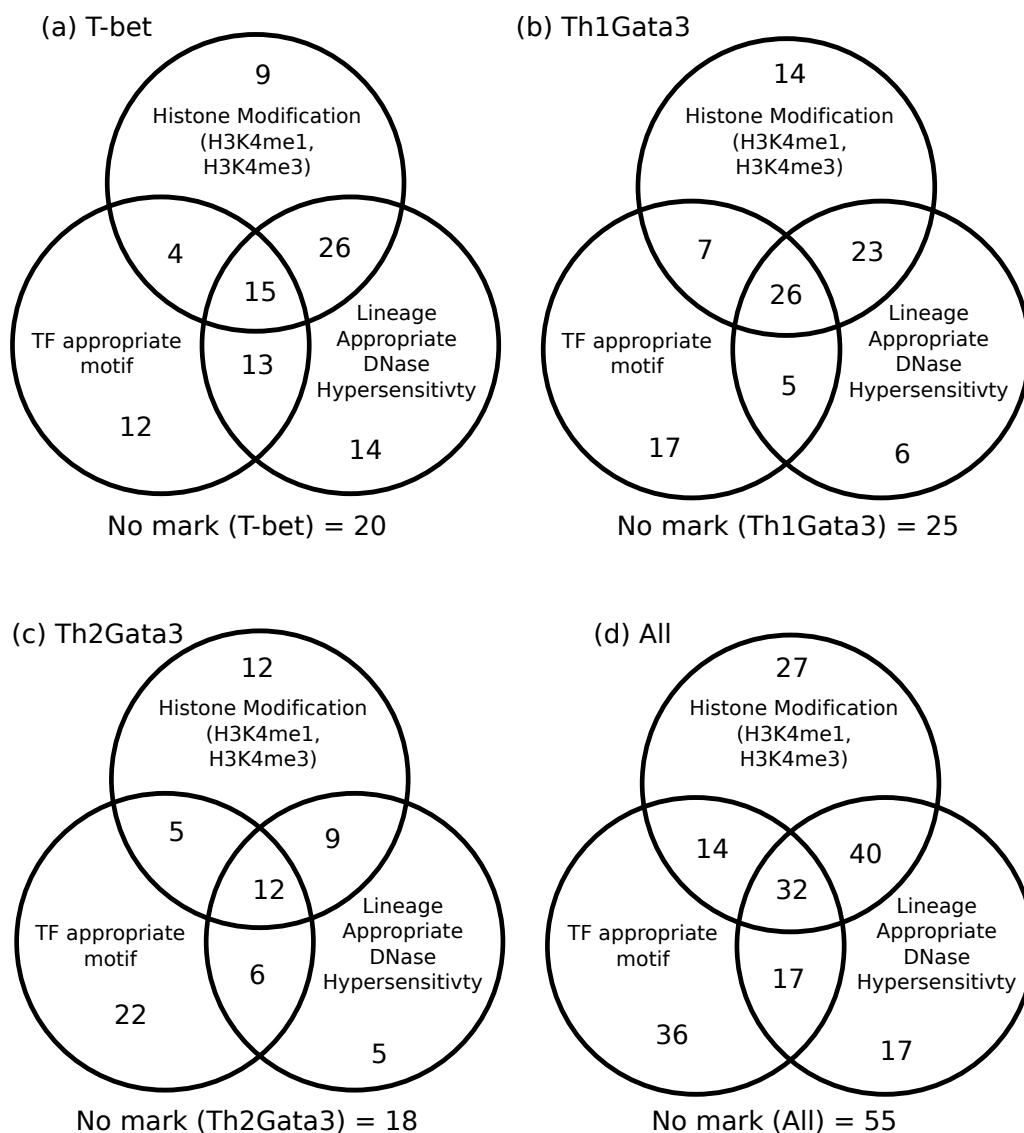 (a) T-bet
9
Histone Modification
(H3K4me1,
H3K4me3)
4
26
15
TF appropriate
motif
Lineage
Appropriate
DNase
Hypersensitivty
13
12
14
No mark (T-bet) = 20
(b) Th1Gata3
14
Histone Modification
(H3K4me1,
H3K4me3)
7
23
26
TF appropriate
motif
Lineage
Appropriate
DNase
Hypersensitivty
5
17
6
No mark (Th1Gata3) = 25
(c) Th2Gata3
12
Histone Modification
(H3K4me1,
H3K4me3)
5
9
12
TF appropriate
motif
Lineage
Appropriate
DNase
Hypersensitivty
6
22
5
No mark (Th2Gata3) = 18
(d) All
27
Histone Modification
(H3K4me1,
H3K4me3)
14
40
32
TF appropriate
motif
Lineage
Appropriate
DNase
Hypersensitivty
17
36
17
No mark (All) = 55